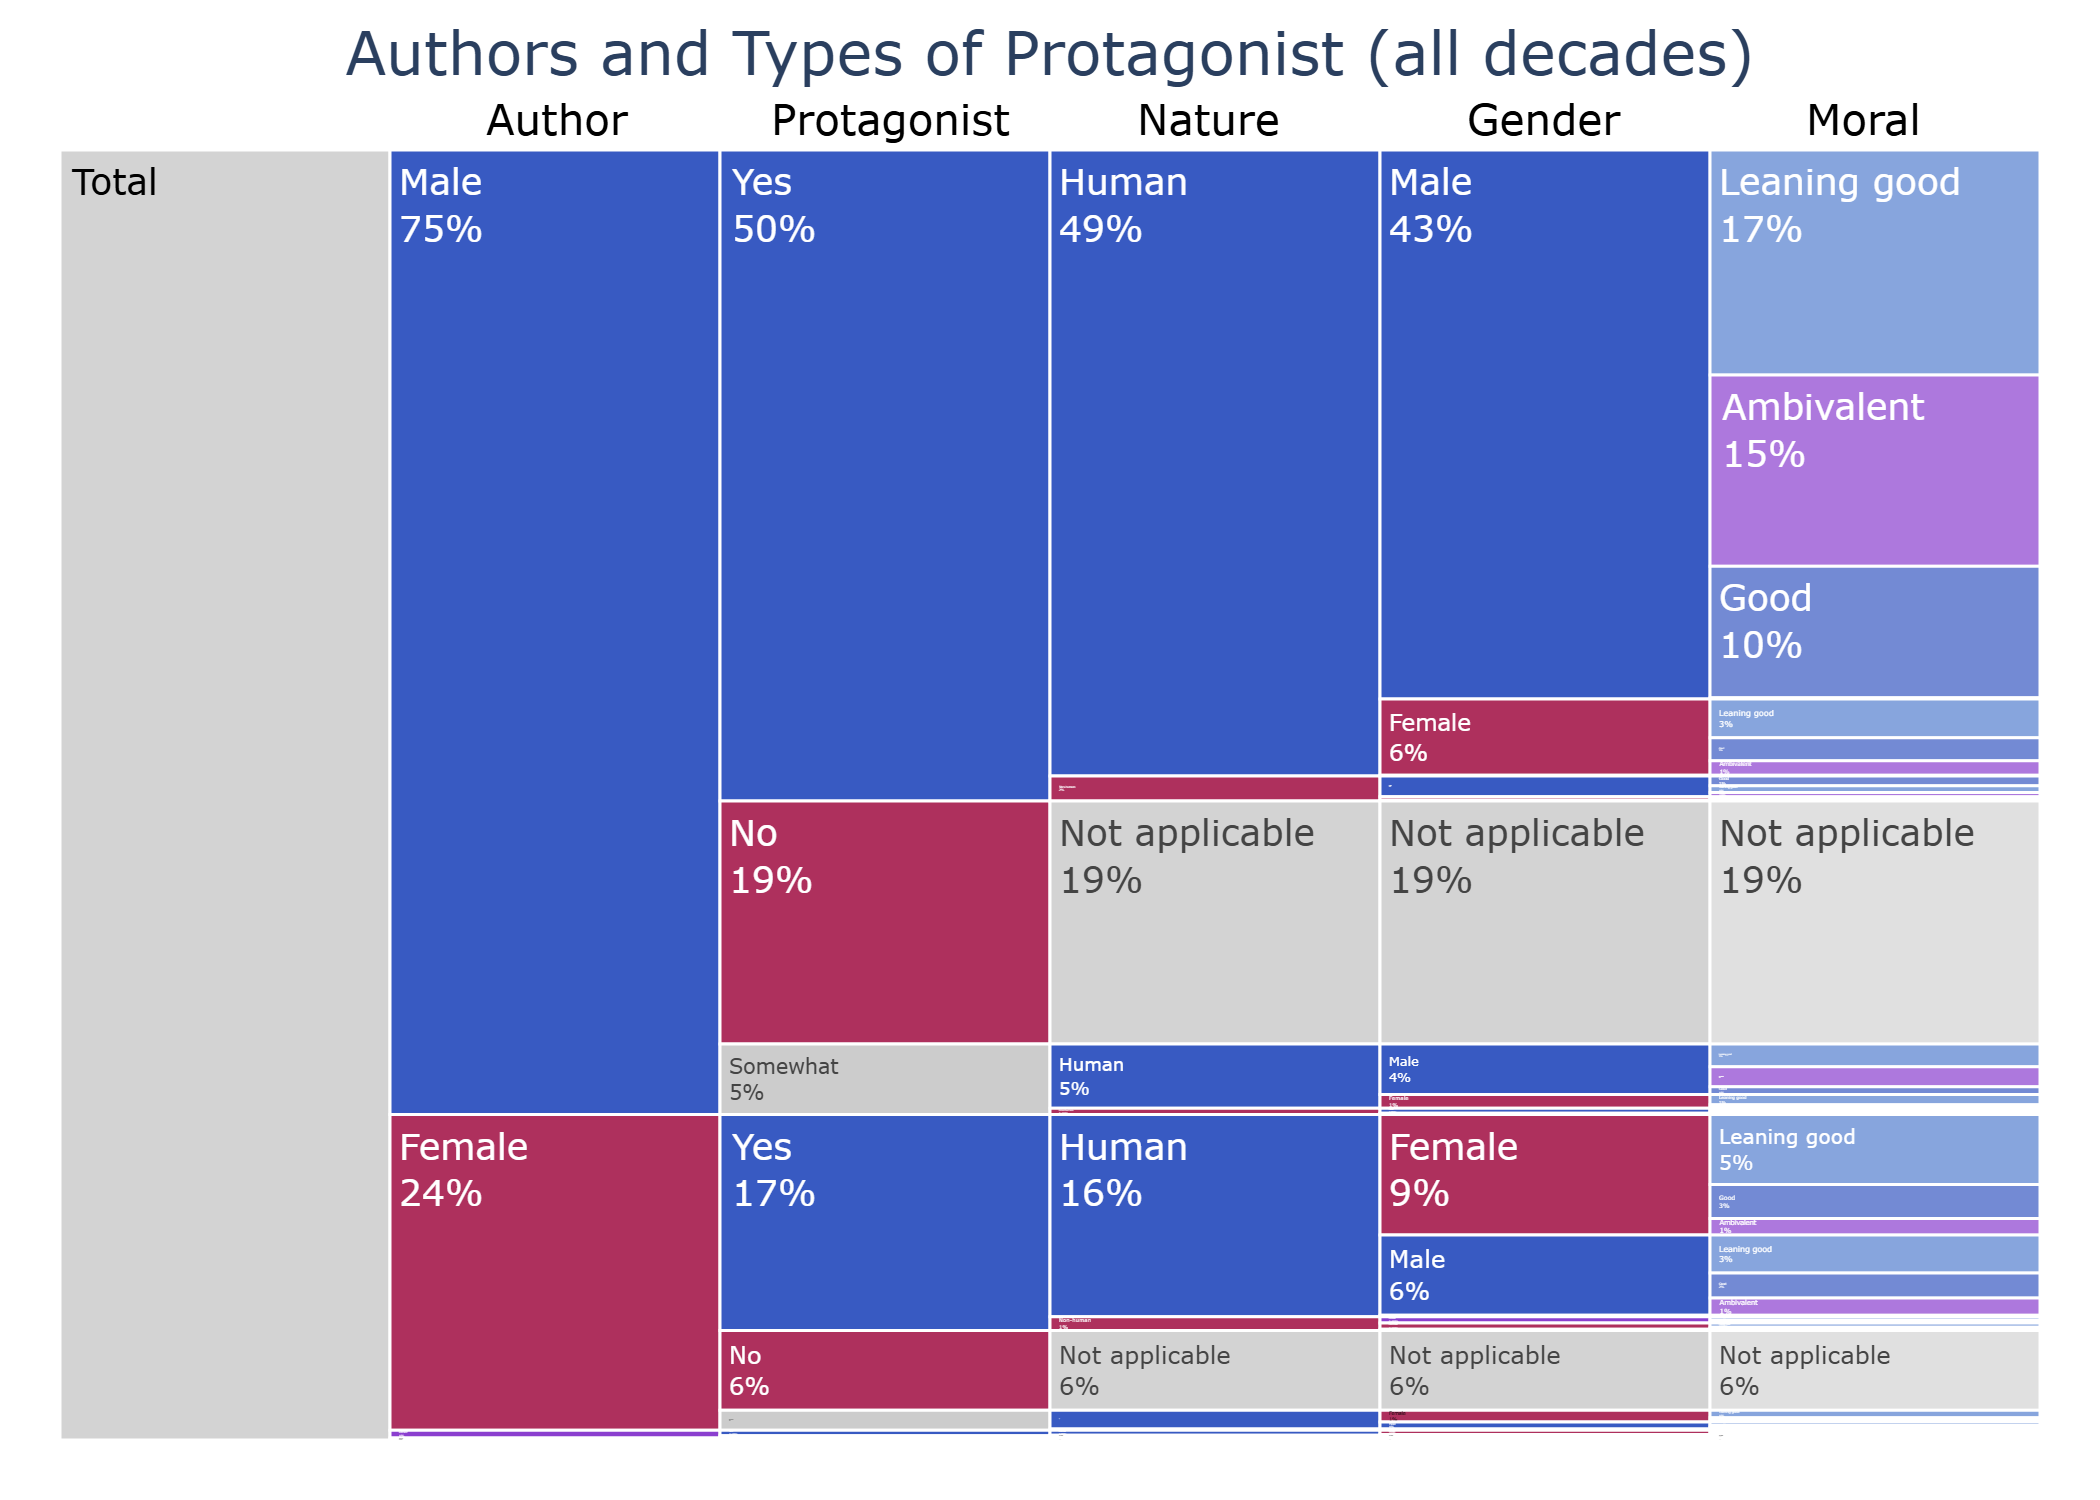 Authors and Types of Protagonist (all decades)
Author
Protagonist
Nature
Gender
Moral
Total
Male
75%
Yes
50%
Human
49%
Male
43%
Leaning good
17%
Ambivalent
15%
Good
10%
Female
6%
Leaning good
3%
Ambivalent
1%
No
19%
Not applicable
19%
Not applicable
19%
Not applicable
19%
Somewhat
5%
Human
5%
Male
4%
Female
1%
Leaning good
Female
24%
Yes
17%
Human
16%
Female
9%
Leaning good
5%
Good
3%
Ambivalent
1%
Male
6%
Leaning good
3%
Ambivalent
1%
Non-human
1%
No
6%
Not applicable
6%
Not applicable
6%
Not applicable
6%
Female
1%